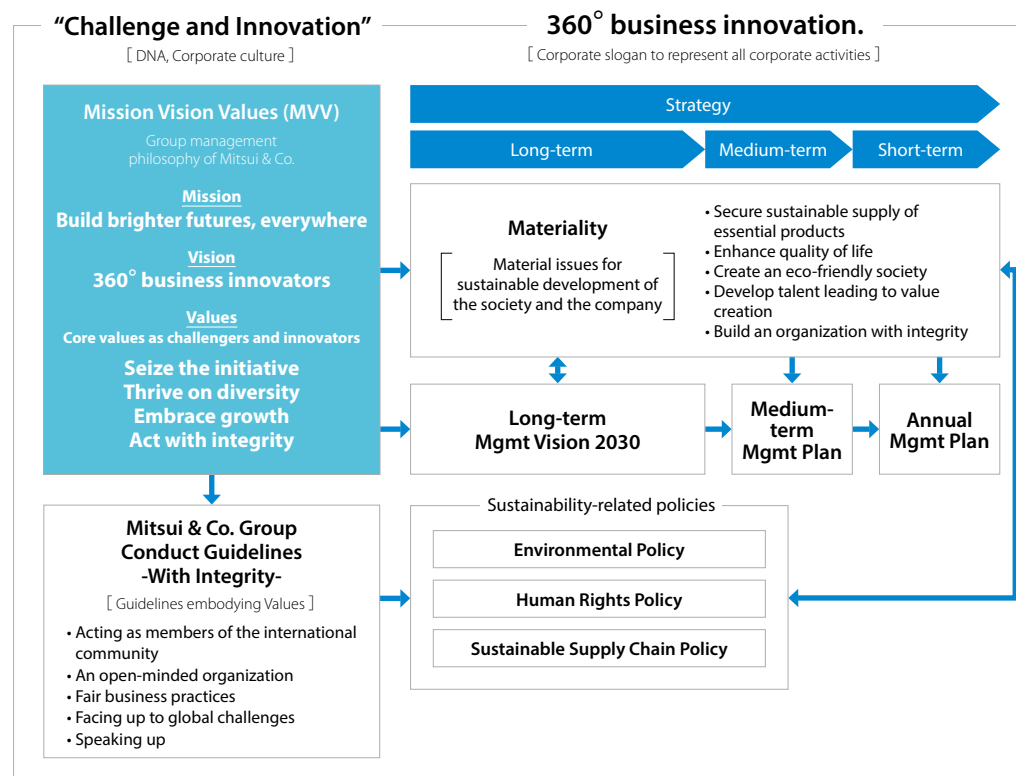 “Challenge and Innovation”
[ DNA, Corporate culture ]
360° business innovation.
[ Corporate slogan to represent all corporate activities ]
Mission Vision Values (MVV)
Group management
philosophy of Mitsui & Co.
Mission
Build brighter futures, everywhere
Vision
360° business innovators
Values
Core values as challengers and innovators
Seize the initiative
Thrive on diversity
Embrace growth
Act with integrity
Strategy
Long-term
Medium-term
Short-term
Materiality
Material issues for
sustainable development of
the society and the company
• Secure sustainable supply of
essential products
• Enhance quality of life
• Create an eco-friendly society
• Develop talent leading to value
creation
• Build an organization with integrity
Long-term
Mgmt Vision 2030
Medium-
term
Mgmt Plan
Annual
Mgmt Plan
Mitsui & Co. Group
Conduct Guidelines
-With Integrity-
[ Guidelines embodying Values ]
• Acting as members of the international
community
• An open-minded organization
• Fair business practices
• Facing up to global challenges
• Speaking up
Sustainability-related policies
Environmental Policy
Human Rights Policy
Sustainable Supply Chain Policy